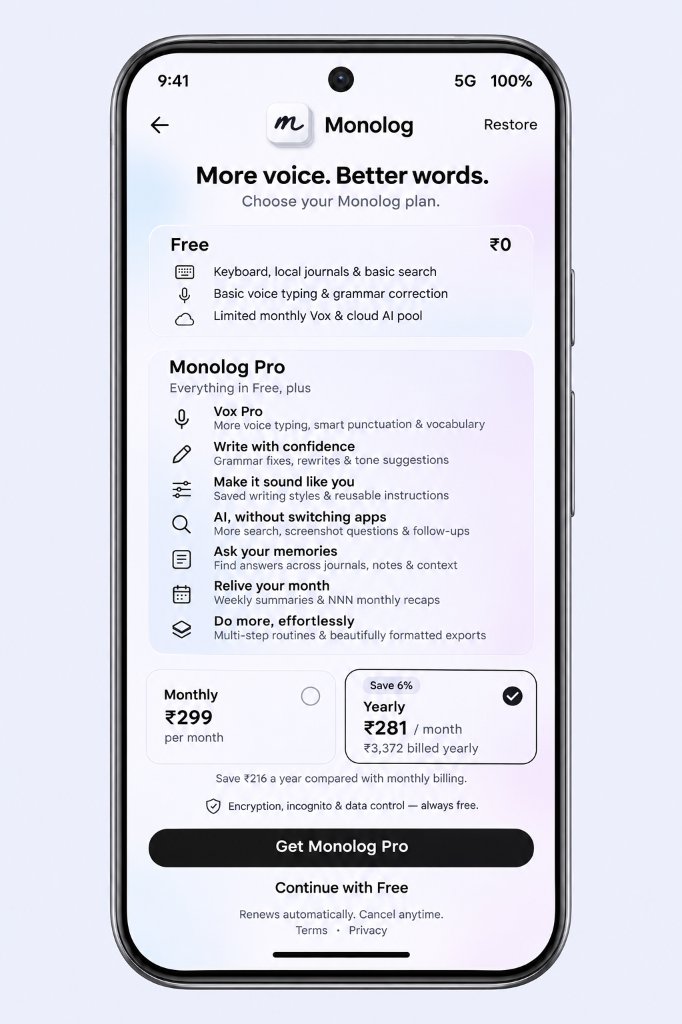 9:41
5G 100%
m Monolog
Restore
More voice. Better words.
Choose your Monolog plan.
Free
₹0
Keyboard, local journals & basic search
Basic voice typing & grammar correction
Limited monthly Vox & cloud AI pool
Monolog Pro
Everything in Free, plus
Vox Pro
More voice typing, smart punctuation & vocabulary
Write with confidence
Grammar fixes, rewrites & tone suggestions
Make it sound like you
Saved writing styles & reusable instructions
AI, without switching apps
More search, screenshot questions & follow-ups
Ask your memories
Find answers across journals, notes & context
Relive your month
Weekly summaries & NNN monthly recaps
Do more, effortlessly
Multi-step routines & beautifully formatted exports
Monthly
₹299
per month
Save 6%
Yearly
₹281 / month
₹3,372 billed yearly
Save ₹216 a year compared with monthly billing.
Encryption, incognito & data control — always free.
Get Monolog Pro
Continue with Free
Renews automatically. Cancel anytime.
Terms · Privacy